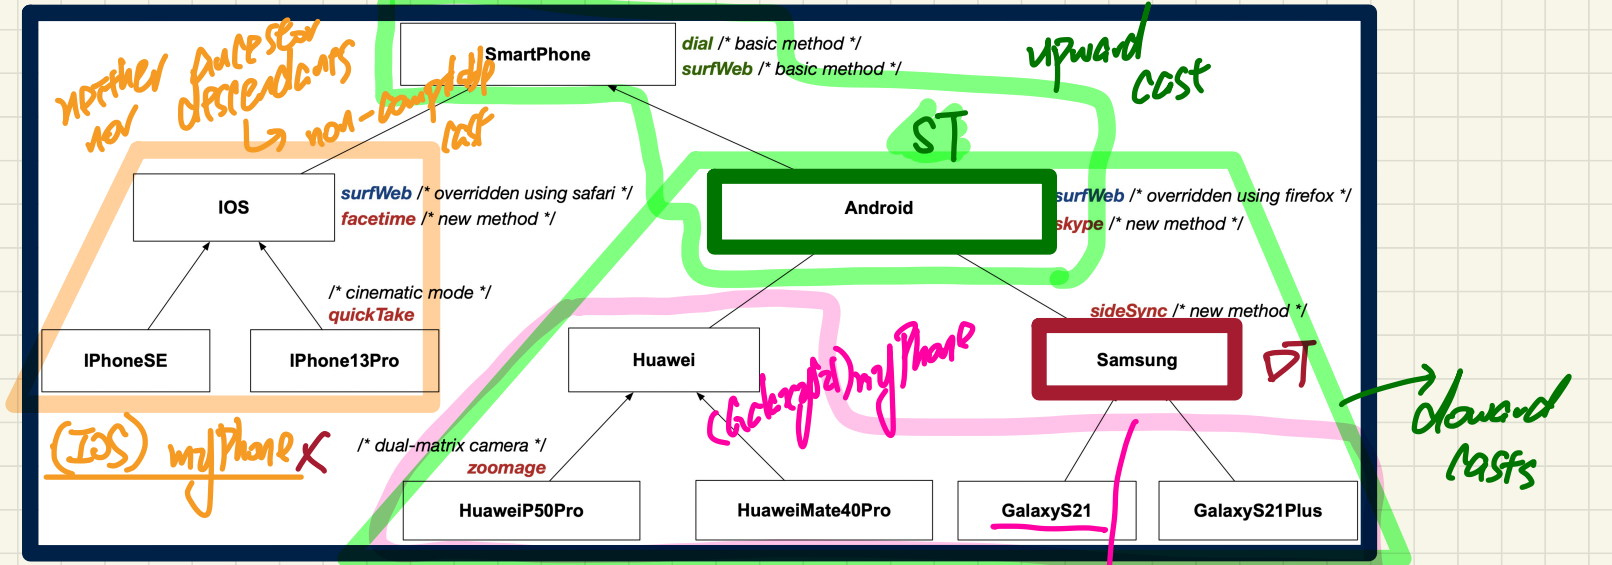 SmartPhone
dial /* basic method */
surfWeb /* basic method */
upward
cast
neither
nor
ancestor
descendants
non-compatible
cast
ST
IOS
surfWeb /* overridden using safari */
facetime /* new method */
Android
surfWeb /* overridden using firefox */
skype /* new method */
/* cinematic mode */
quickTake
sideSync /* new method */
IPhoneSE
IPhone13Pro
Huawei
Samsung
DT
(GalaxyS21) myPhone
downward
casts
(IOS) myPhone X
/* dual-matrix camera */
zoomage
HuaweiP50Pro
HuaweiMate40Pro
GalaxyS21
GalaxyS21Plus